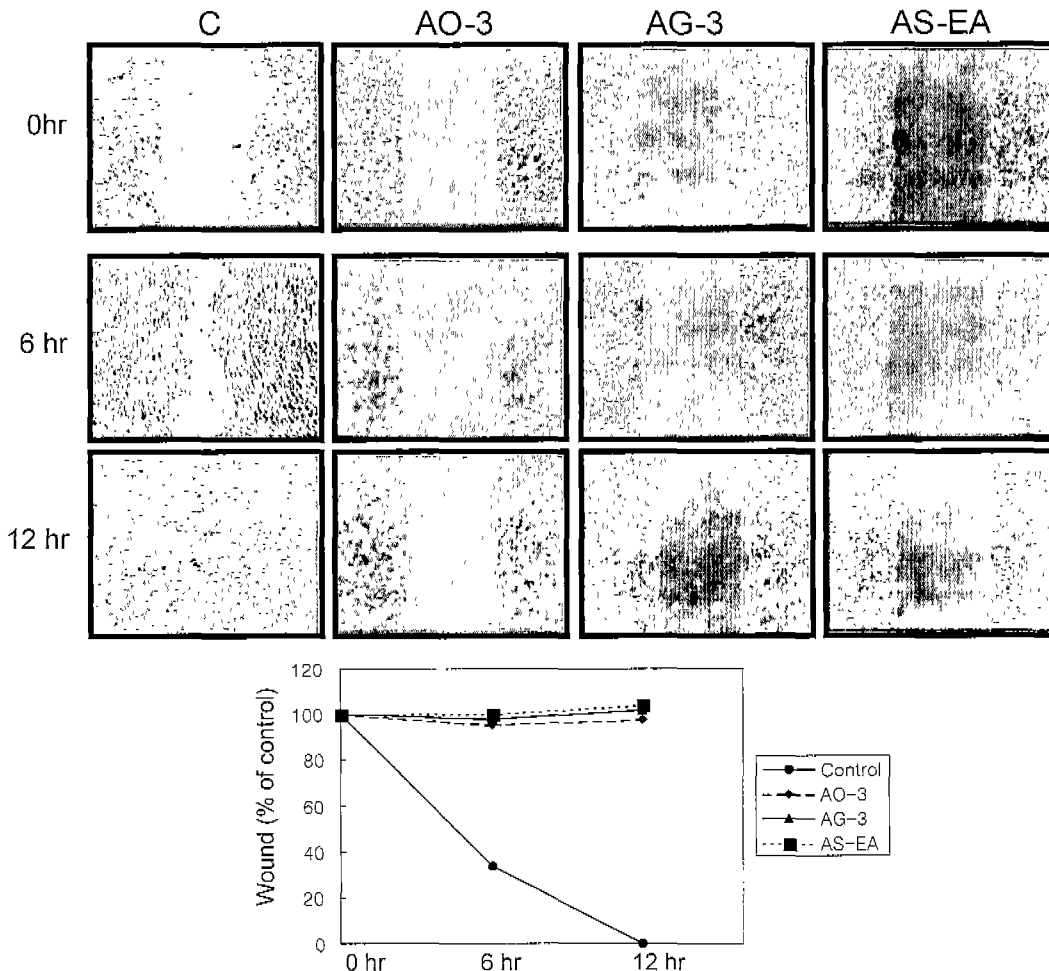 C AO-3 AG-3 AS-EA
0hr
6 hr
12 hr
Wound (% of control)
120
100
80
60
40
20
0
0 hr 6 hr 12 hr
Control
AO-3
AG-3
AS-EA